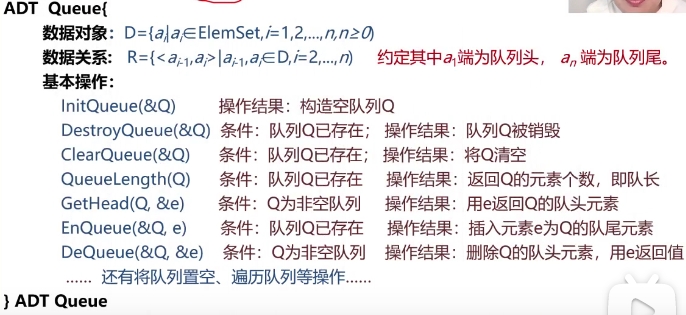 ADT Queue{
数据对象：D={aᵢ|aᵢ∈ElemSet,i=1,2,...,n,n≥0)
数据关系：R={<aᵢ₋₁,aᵢ>|aᵢ₋₁,aᵢ∈D,i=2,...,n) 约定其中a₁端为队列头， aₙ 端为队列尾。
基本操作：
InitQueue(&Q) 操作结果：构造空队列Q
DestroyQueue(&Q) 条件：队列Q已存在； 操作结果：队列Q被销毁
ClearQueue(&Q) 条件：队列Q已存在； 操作结果：将Q清空
QueueLength(Q) 条件：队列Q已存在 操作结果：返回Q的元素个数，即队长
GetHead(Q, &e) 条件：Q为非空队列 操作结果：用e返回Q的队头元素
EnQueue(&Q, e) 条件：队列Q已存在 操作结果：插入元素e为Q的队尾元素
DeQueue(&Q, &e) 条件：Q为非空队列 操作结果：删除Q的队头元素，用e返回值
...... 还有将队列置空、遍历队列等操作......
} ADT Queue